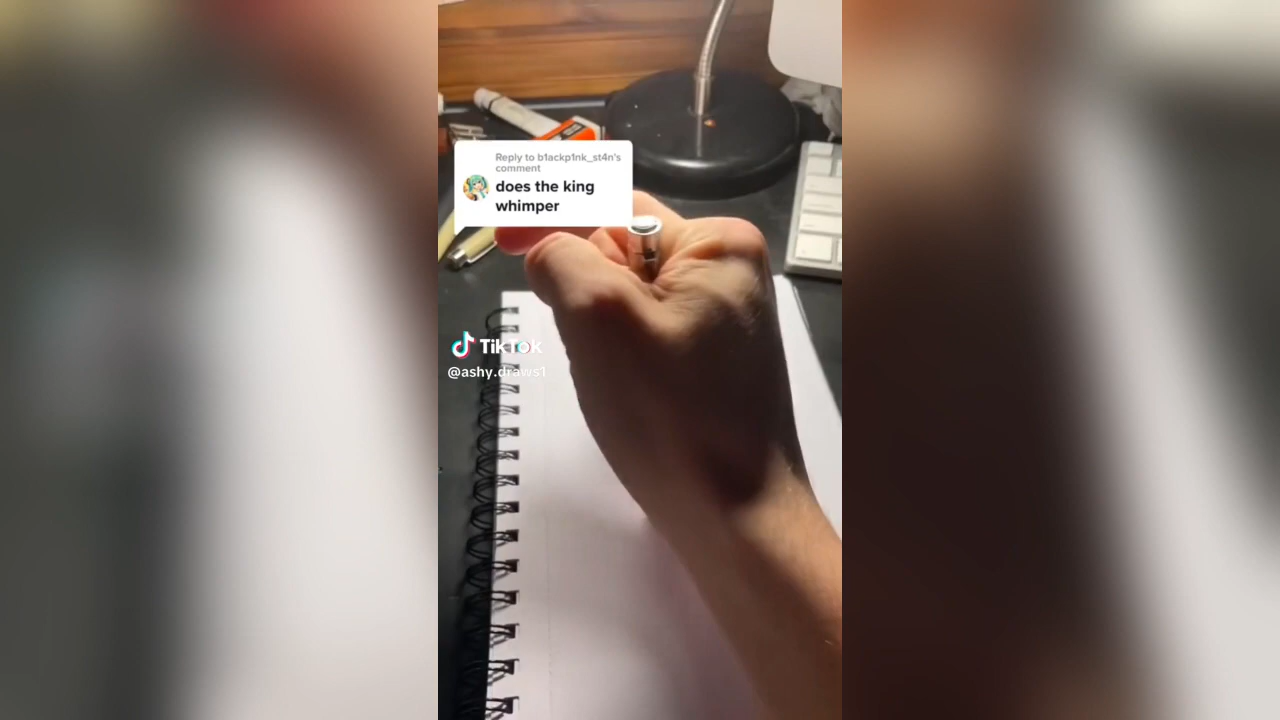 Reply to b1ackp1nk_st4n's
comment
does the king
whimper
TikTok
@ashy.draws1